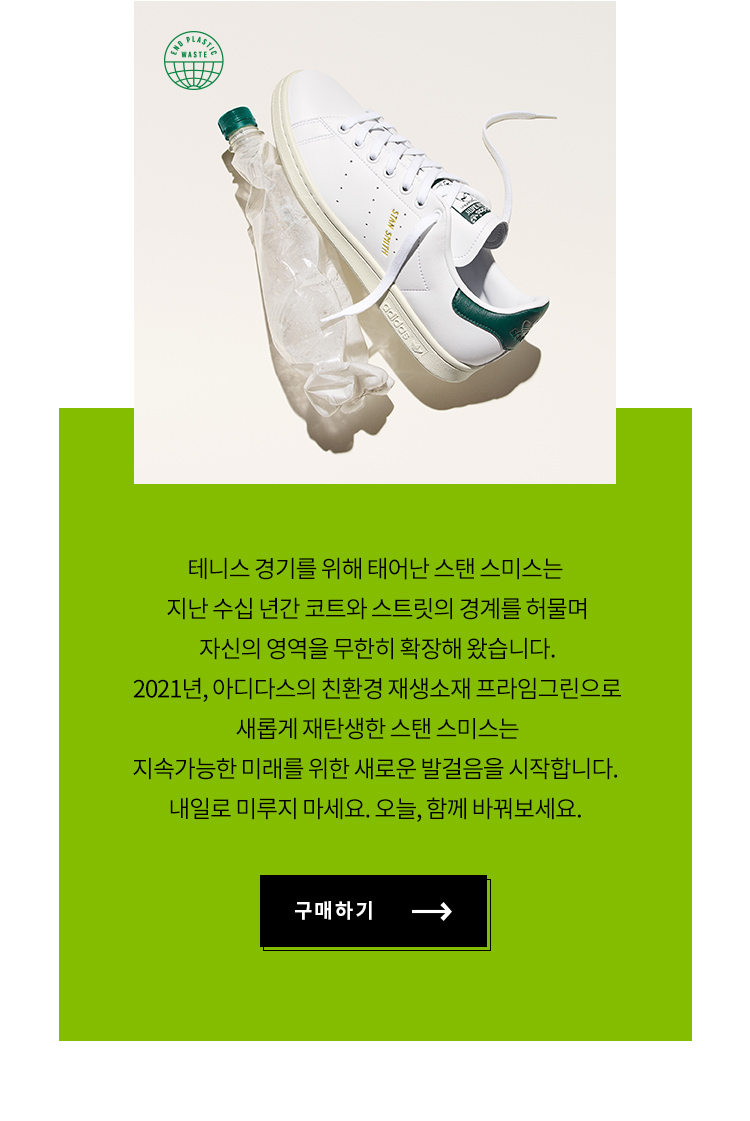 END PLASTIC
WASTE
STAN SMITH
adidas
테니스 경기를 위해 태어난 스탠 스미스는
지난 수십 년간 코트와 스트릿의 경계를 허물며
자신의 영역을 무한히 확장해 왔습니다.
2021년, 아디다스의 친환경 재생소재 프라임그린으로
새롭게 재탄생한 스탠 스미스는
지속가능한 미래를 위한 새로운 발걸음을 시작합니다.
내일로 미루지 마세요. 오늘, 함께 바꿔보세요.
구매하기